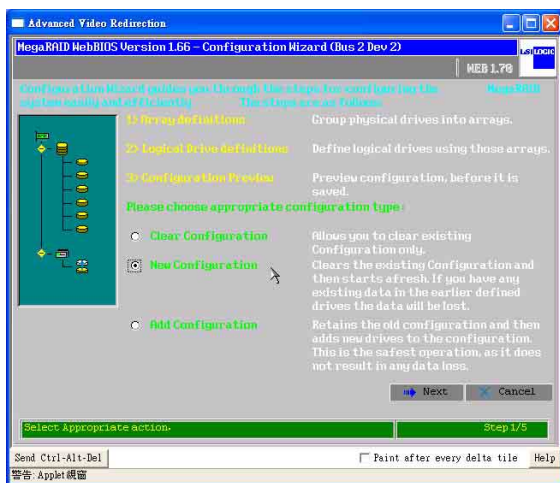 Advanced Video Redirection
MegaRAID WebBIOS Version 1.66 - Configuration Wizard (Bus 2 Dev 2)
LSI LOGIC
WEB 1.70
Configuration Wizard guides you through the steps for configuring the MegaRAID
system easily and efficiently The steps are as follows
1) Array definitions Group physical drives into arrays.
2) Logical Drive definitions Define logical drives using those arrays.
3) Configuration Preview Preview configuration, before it is
saved.
Please choose appropriate configuration type:
Clear Configuration Allows you to clear existing
Configuration only.
New Configuration Clears the existing Configuration and
then starts afresh. If you have any
existing data in the earlier defined
drives the data will be lost.
Add Configuration Retains the old configuration and then
adds new drives to the configuration.
This is the safest operation, as it does
not result in any data loss.
Next Cancel
Select Appropriate action. Step 1/5
Send Ctrl-Alt-Del Paint after every delta tile Help
警告: Applet 視窗